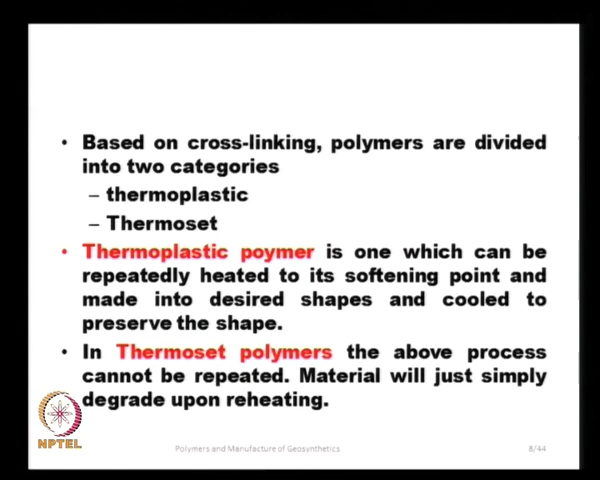 • Based on cross-linking, polymers are divided
into two categories
– thermoplastic
– Thermoset
• Thermoplastic poymer is one which can be
repeatedly heated to its softening point and
made into desired shapes and cooled to
preserve the shape.
• In Thermoset polymers the above process
cannot be repeated. Material will just simply
degrade upon reheating.
NPTEL
Polymers and Manufacture of Geosynthetics
8/44